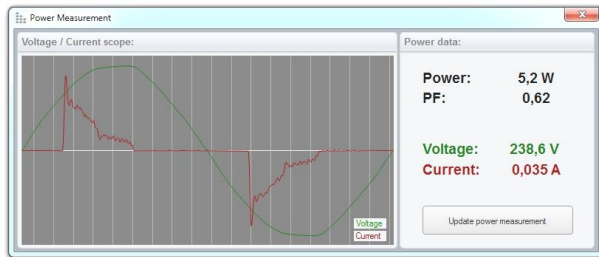 Power Measurement
Voltage / Current scope:
Voltage
Current
Power data:
Power: 5,2 W
PF: 0,62
Voltage: 238,6 V
Current: 0,035 A
Update power measurement